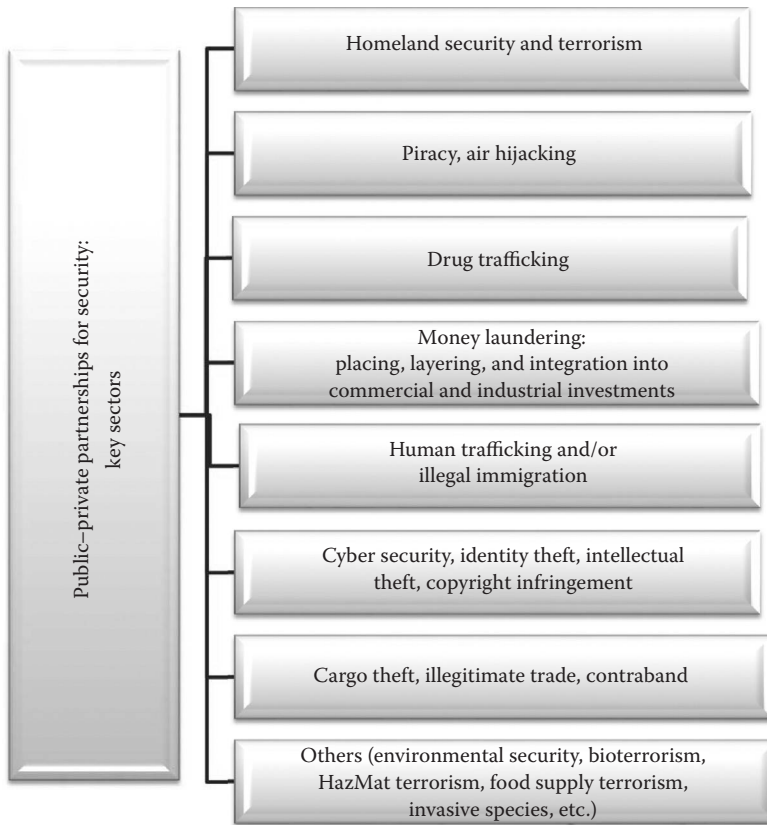 Public–private partnerships for security:
key sectors
Homeland security and terrorism
Piracy, air hijacking
Drug trafficking
Money laundering:
placing, layering, and integration into
commercial and industrial investments
Human trafficking and/or
illegal immigration
Cyber security, identity theft, intellectual
theft, copyright infringement
Cargo theft, illegitimate trade, contraband
Others (environmental security, bioterrorism,
HazMat terrorism, food supply terrorism,
invasive species, etc.)